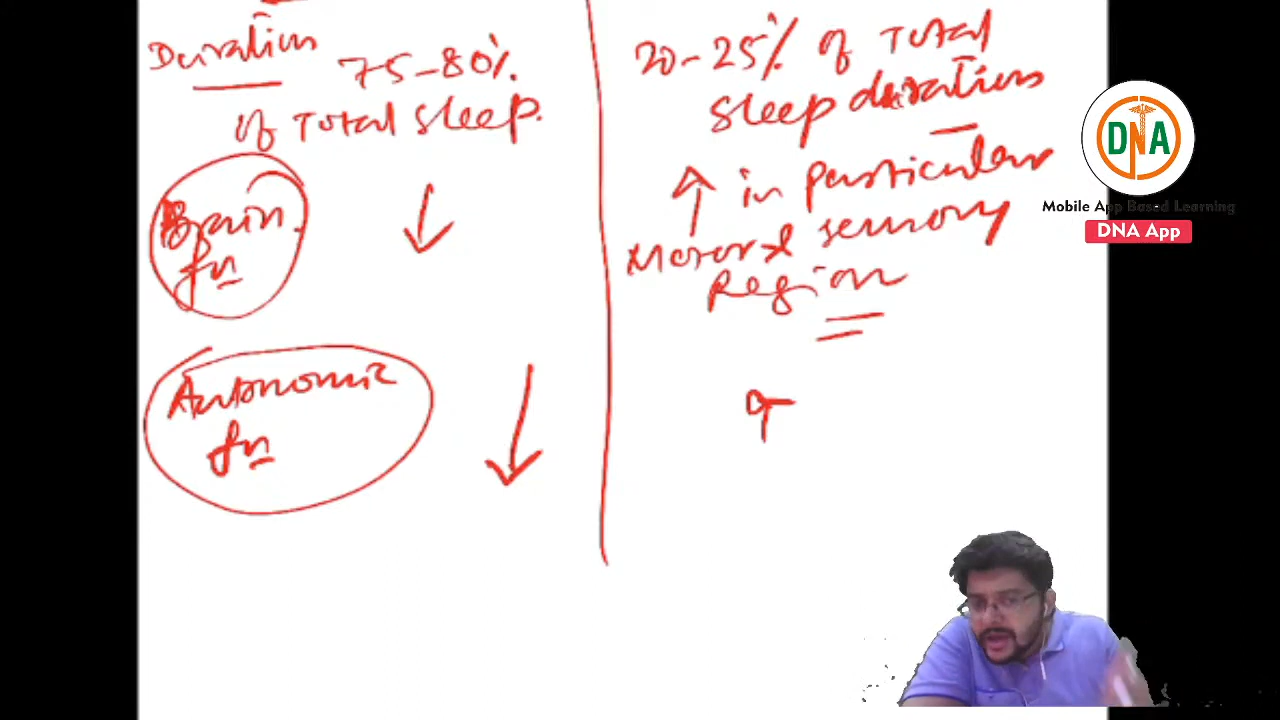 Duration
75-80%
of Total sleep.
20-25% of Total
sleep duration
Brain
fn
↓
↑ in particular
Motor & sensory
Region
Autonomic
fn
↓
↑
DNA
Mobile App Based Learning
DNA App